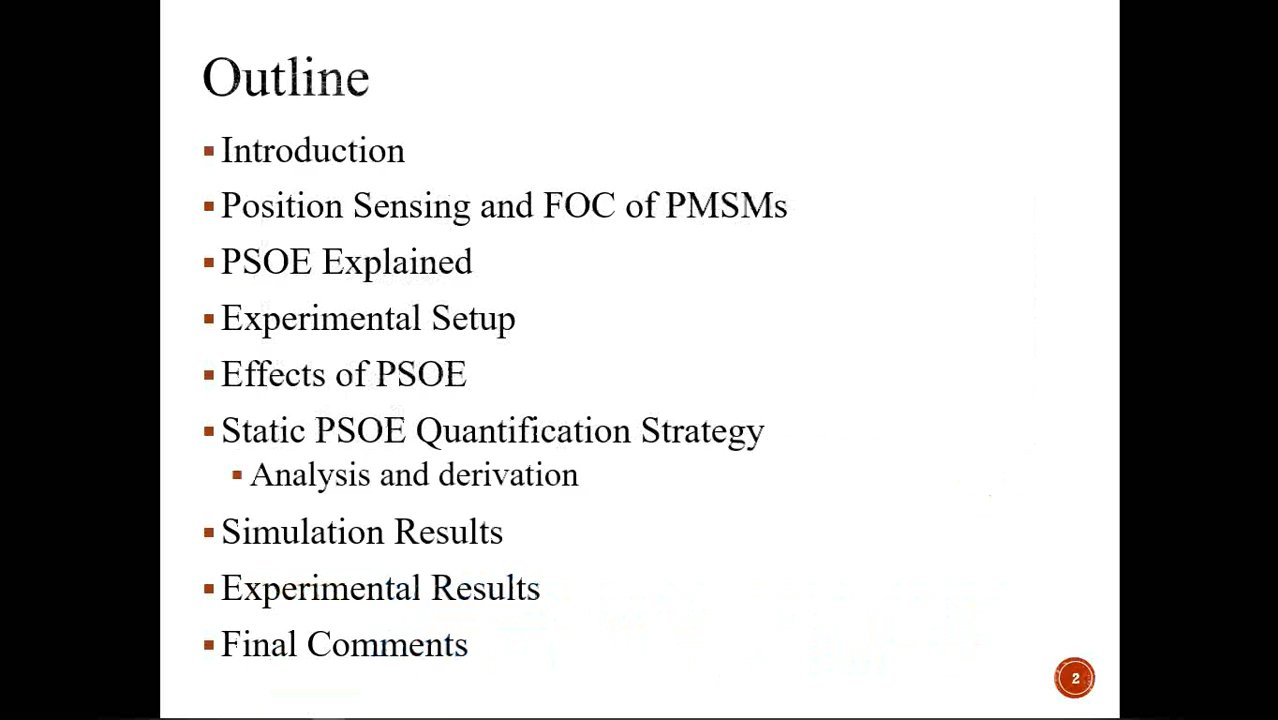 Outline
▪ Introduction
▪ Position Sensing and FOC of PMSMs
▪ PSOE Explained
▪ Experimental Setup
▪ Effects of PSOE
▪ Static PSOE Quantification Strategy
▪ Analysis and derivation
▪ Simulation Results
▪ Experimental Results
▪ Final Comments
2